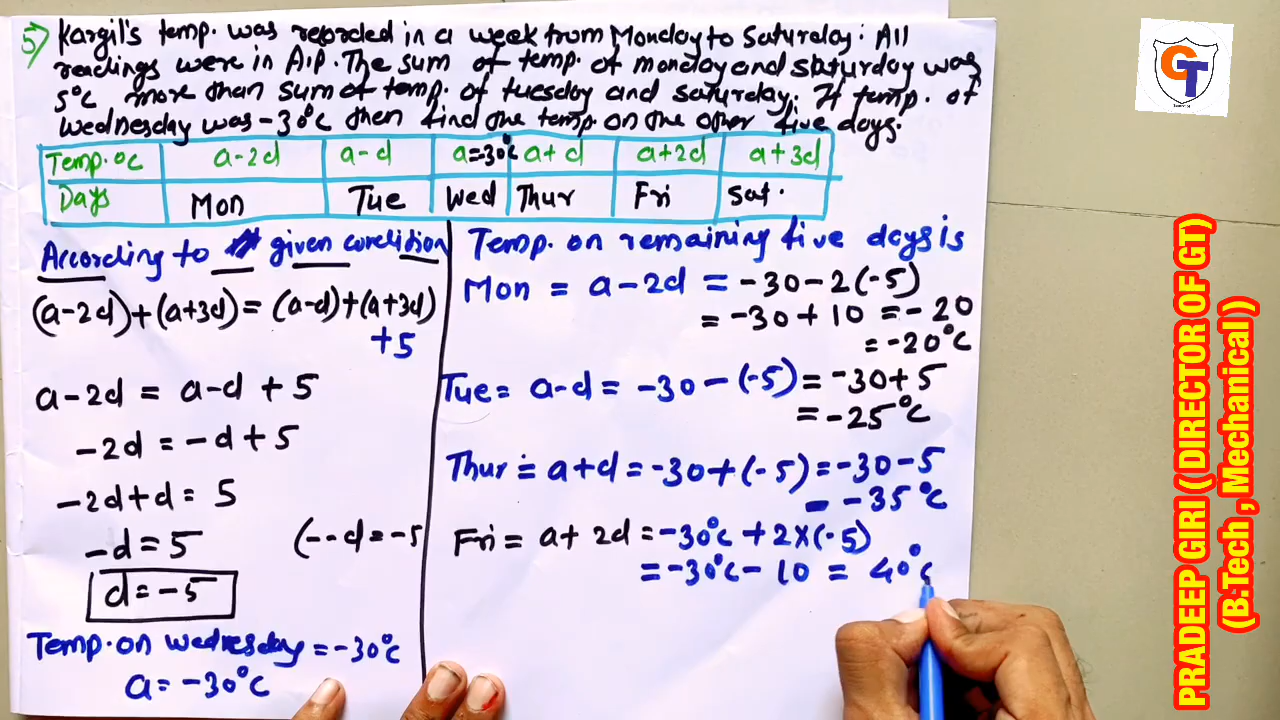 5) Kargil's temp. was recorded in a week from Monday to Saturday: All
readings were in A.P. The sum of temp. of monday and saturday was
5°C more than sum of temp. of tuesday and saturday. If temp. of
Wednesday was -30°C then find the temp. on the other five days.
Temp. °C a-2d a-d a=-30°C a+d a+2d a+3d
Days Mon Tue Wed Thur Fri Sat.
According to given condition
(a-2d)+(a+3d) = (a-d)+(a+3d)
+5
a-2d = a-d+5
-2d = -d+5
-2d+d = 5
-d = 5 (--d = -5
d = -5
Temp. on wednesday = -30°C
a = -30°C
Temp. on remaining five days is
Mon = a-2d = -30-2(-5)
= -30+10 = -20
= -20°C
Tue = a-d = -30-(-5) = -30+5
= -25°C
Thur = a+d = -30+(-5) = -30-5
= -35°C
Fri = a+2d = -30°C + 2×(-5)
= -30°C - 10 = 40°C
GT
PRADEEP GIRI ( DIRECTOR OF GT)
(B.Tech , Mechanical )